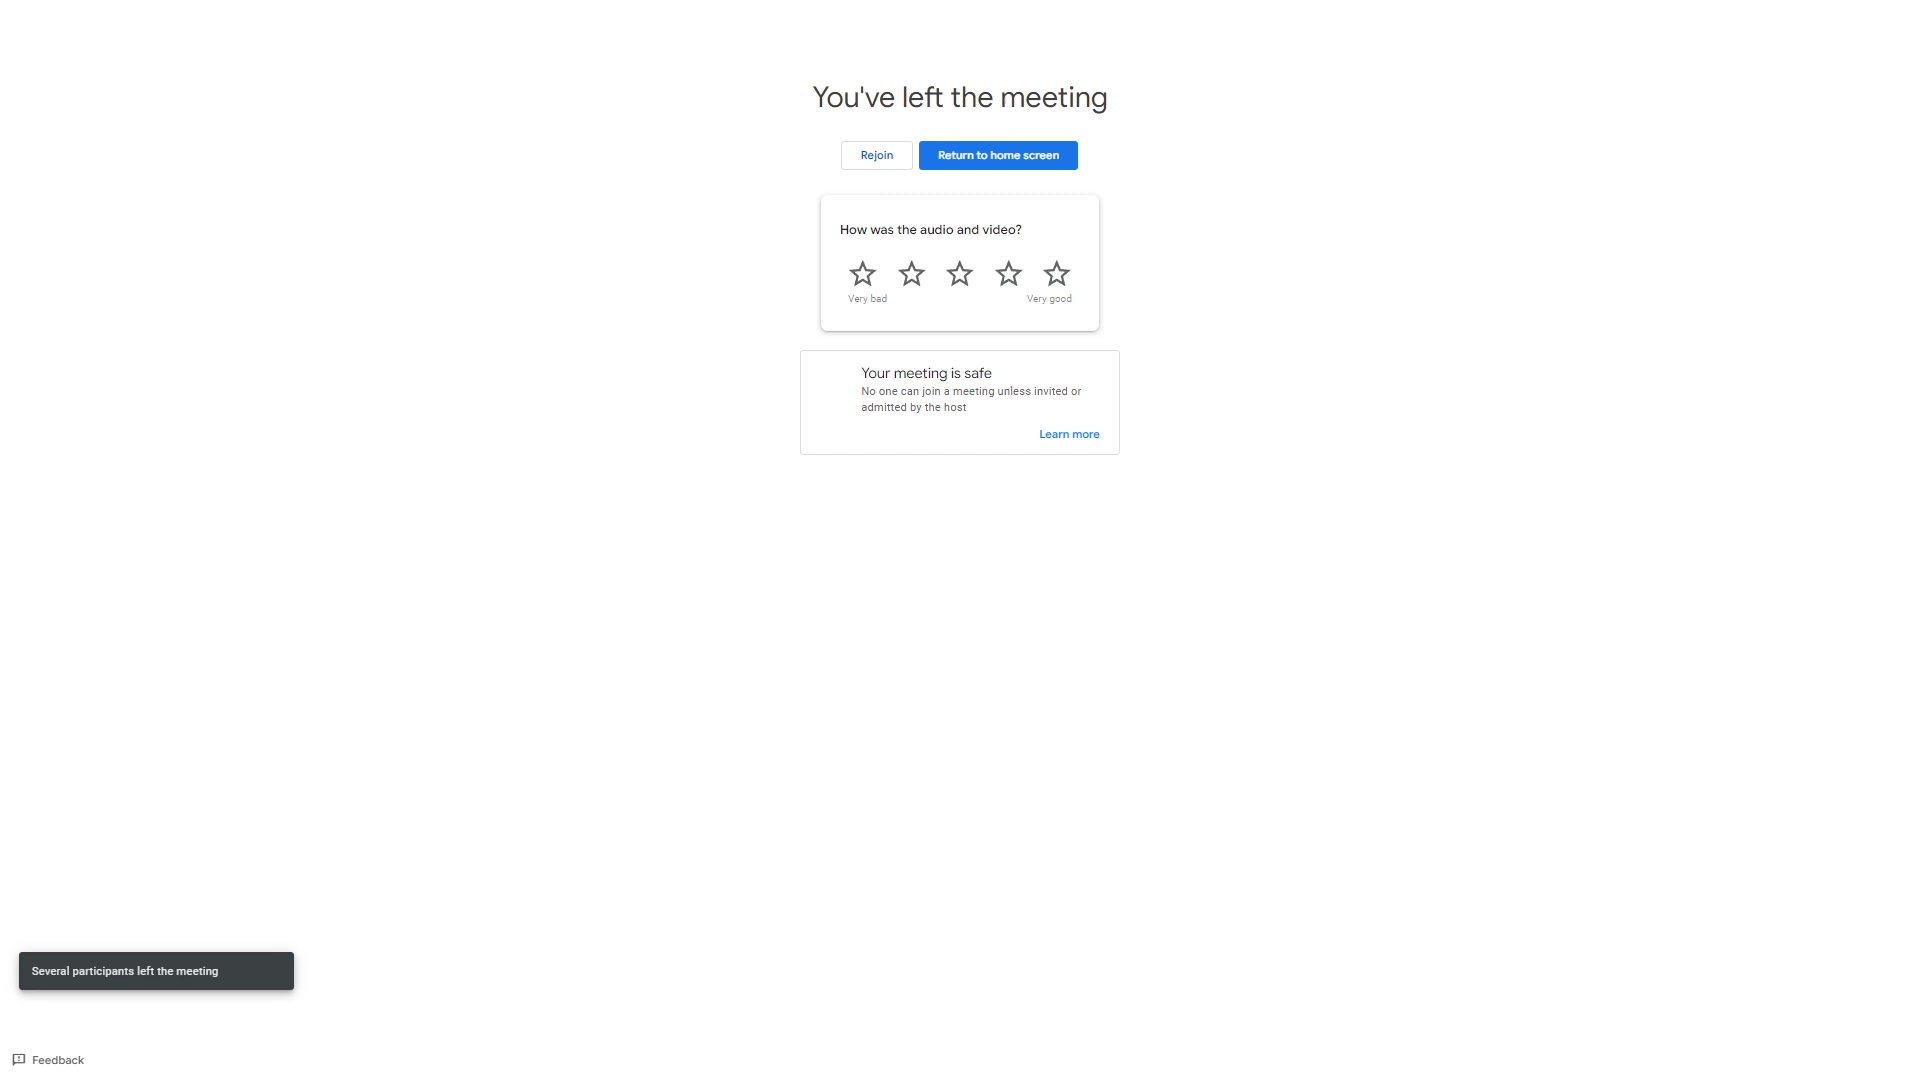 You've left the meeting
Rejoin
Return to home screen
How was the audio and video?
Very bad
Very good
Your meeting is safe
No one can join a meeting unless invited or
admitted by the host
Learn more
Several participants left the meeting
Feedback